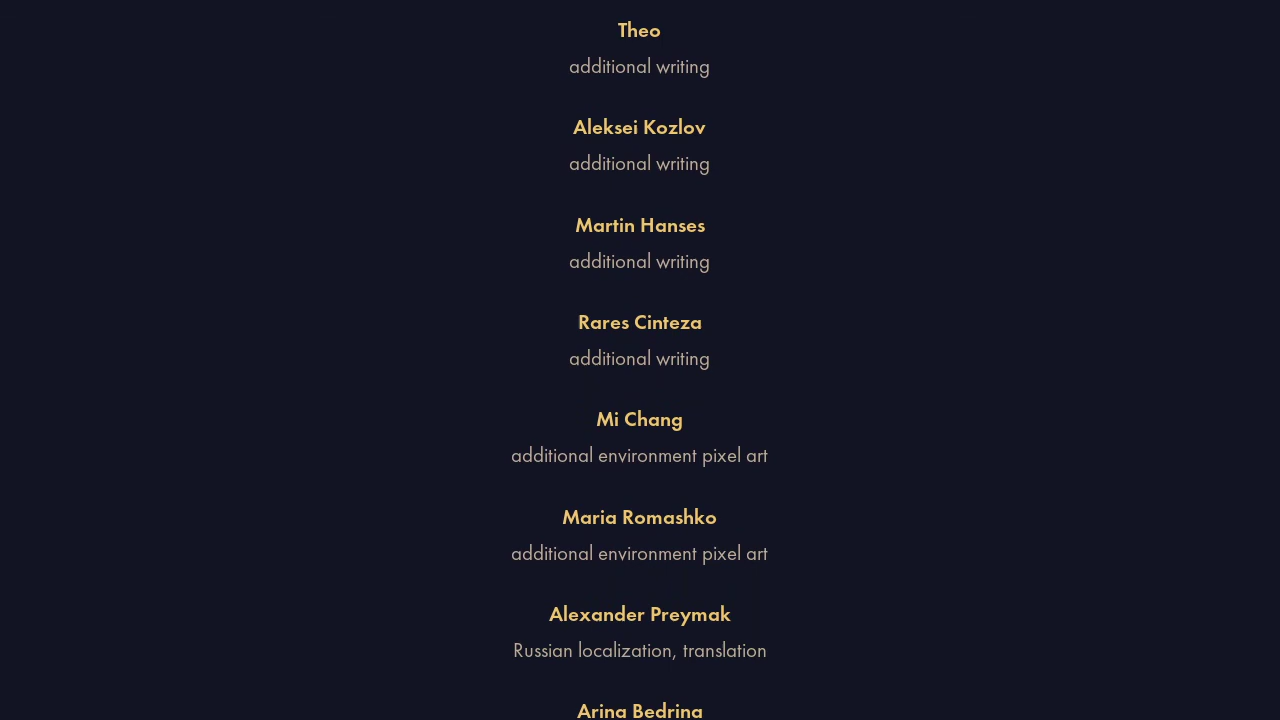 Theo
additional writing
Aleksei Kozlov
additional writing
Martin Hanses
additional writing
Rares Cinteza
additional writing
Mi Chang
additional environment pixel art
Maria Romashko
additional environment pixel art
Alexander Preymak
Russian localization, translation
Arina Bedrina